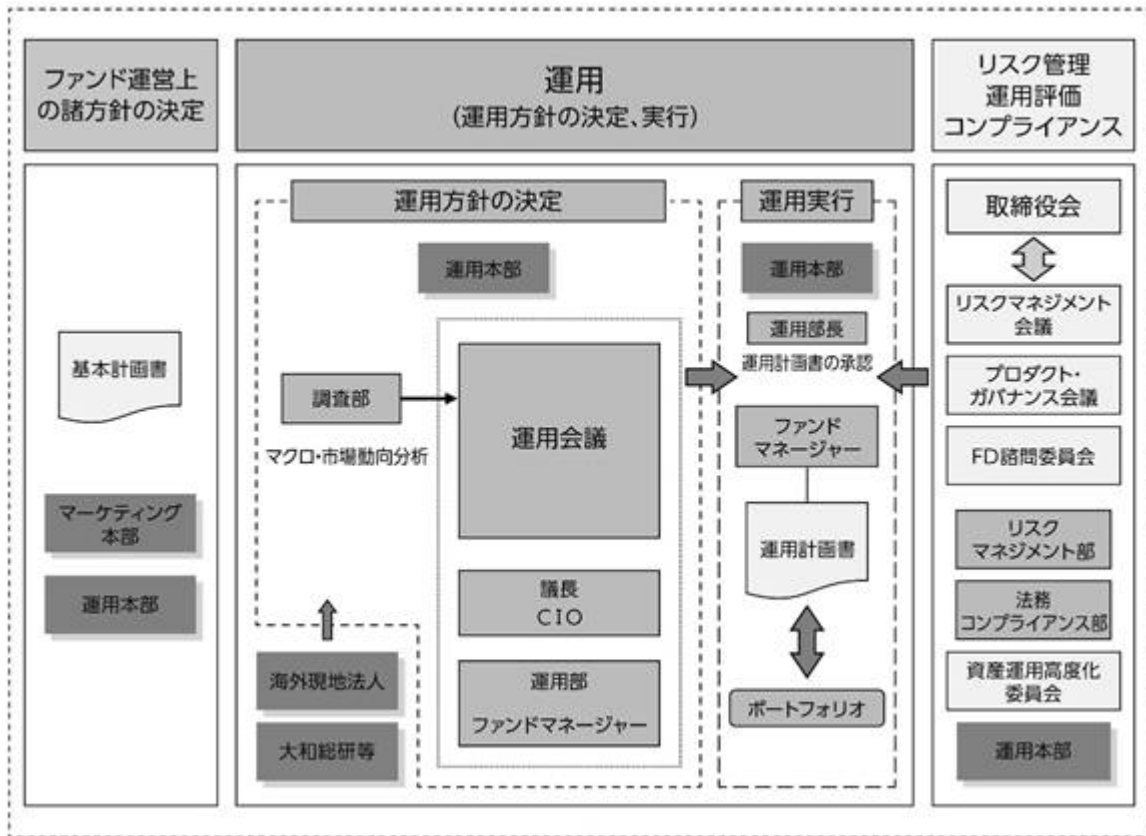 ファンド運営上
の諸方針の決定
運用
(運用方針の決定、実行)
リスク管理
運用評価
コンプライアンス
基本計画書
マーケティング
本部
運用本部
運用方針の決定
運用本部
調査部
マクロ・市場動向分析
運用会議
議長
CIO
運用部
ファンドマネージャー
海外現地法人
大和総研等
運用実行
運用本部
運用部長
運用計画書の承認
ファンド
マネージャー
運用計画書
ポートフォリオ
取締役会
リスクマネジメント
会議
プロダクト・
ガバナンス会議
FD諮問委員会
リスク
マネジメント部
法務
コンプライアンス部
資産運用高度化
委員会
運用本部